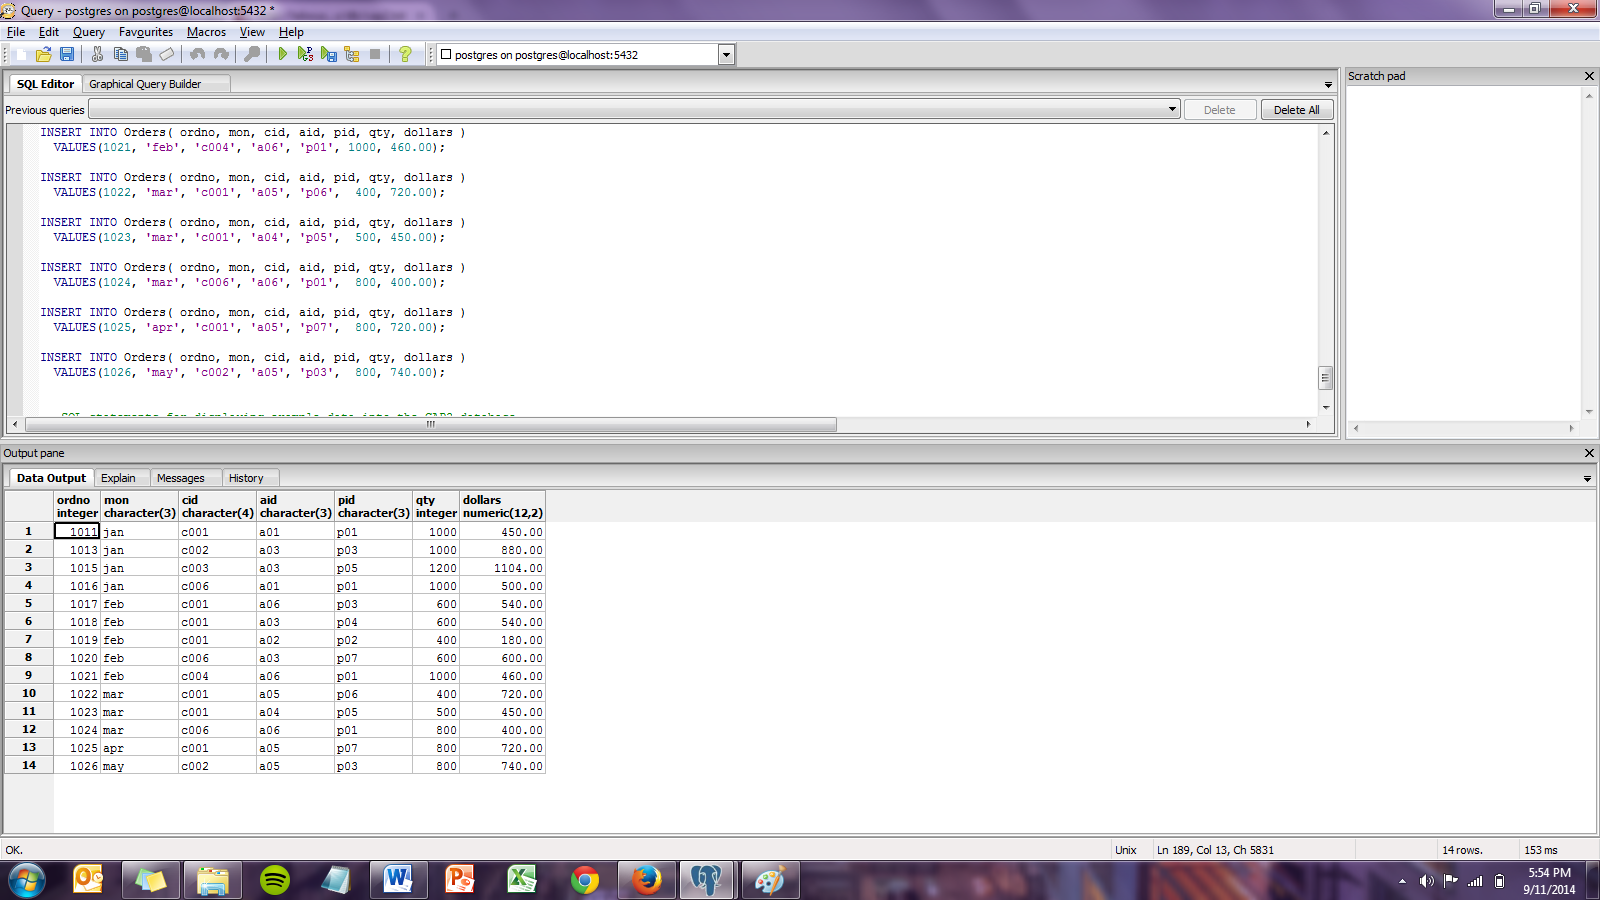 Query - postgres on postgres@localhost:5432 *
File Edit Query Favourites Macros View Help
postgres on postgres@localhost:5432
SQL Editor Graphical Query Builder
Scratch pad
Previous queries Delete Delete All
INSERT INTO Orders( ordno, mon, cid, aid, pid, qty, dollars )
VALUES(1021, 'feb', 'c004', 'a06', 'p01', 1000, 460.00);
INSERT INTO Orders( ordno, mon, cid, aid, pid, qty, dollars )
VALUES(1022, 'mar', 'c001', 'a05', 'p06', 400, 720.00);
INSERT INTO Orders( ordno, mon, cid, aid, pid, qty, dollars )
VALUES(1023, 'mar', 'c001', 'a04', 'p05', 500, 450.00);
INSERT INTO Orders( ordno, mon, cid, aid, pid, qty, dollars )
VALUES(1024, 'mar', 'c006', 'a06', 'p01', 800, 400.00);
INSERT INTO Orders( ordno, mon, cid, aid, pid, qty, dollars )
VALUES(1025, 'apr', 'c001', 'a05', 'p07', 800, 720.00);
INSERT INTO Orders( ordno, mon, cid, aid, pid, qty, dollars )
VALUES(1026, 'may', 'c002', 'a05', 'p03', 800, 740.00);
SQL statements for displaying example data into the CAP2 database
Output pane
Data Output Explain Messages History
ordno mon cid aid pid qty dollars
integer character(3) character(4) character(3) character(3) integer numeric(12,2)
1 1011 jan c001 a01 p01 1000 450.00
2 1013 jan c002 a03 p03 1000 880.00
3 1015 jan c003 a03 p05 1200 1104.00
4 1016 jan c006 a01 p01 1000 500.00
5 1017 feb c001 a06 p03 600 540.00
6 1018 feb c001 a03 p04 600 540.00
7 1019 feb c001 a02 p02 400 180.00
8 1020 feb c006 a03 p07 600 600.00
9 1021 feb c004 a06 p01 1000 460.00
10 1022 mar c001 a05 p06 400 720.00
11 1023 mar c001 a04 p05 500 450.00
12 1024 mar c006 a06 p01 800 400.00
13 1025 apr c001 a05 p07 800 720.00
14 1026 may c002 a05 p03 800 740.00
OK. Unix Ln 189, Col 13, Ch 5831 14 rows. 153 ms
5:54 PM
9/11/2014